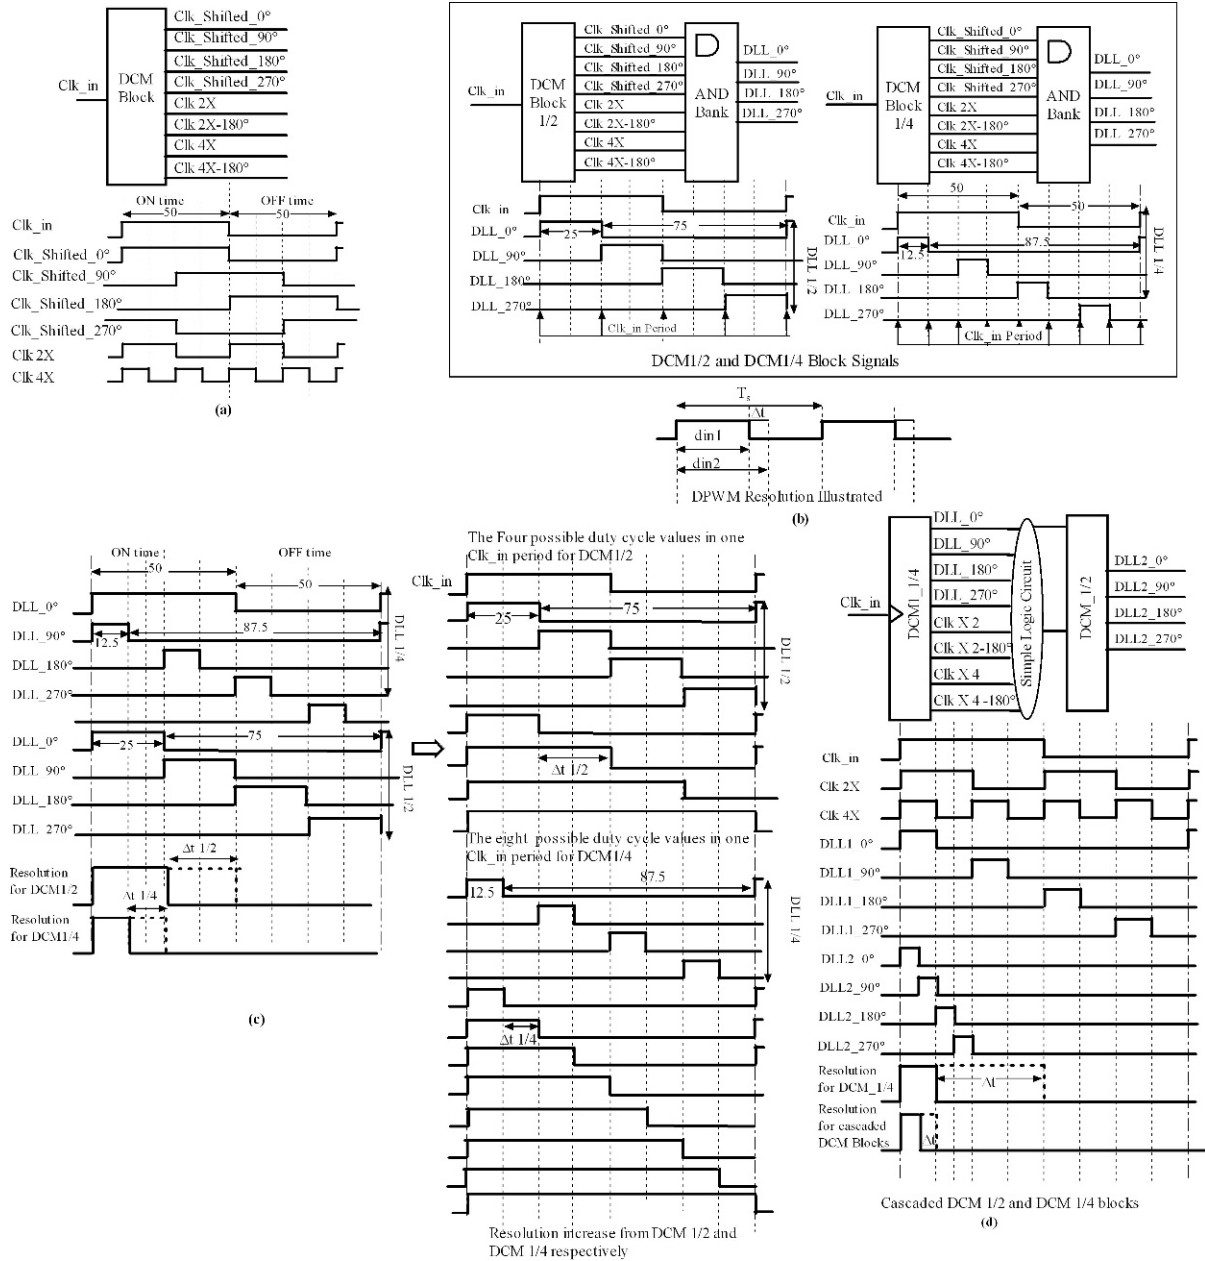 Clk_Shifted_0°
Clk_Shifted_90°
Clk_Shifted_180°
Clk_Shifted_270°
Clk 2X
Clk 2X-180°
Clk 4X
Clk 4X-180°
Clk_in
DCM
Block
ON time
OFF time
50
50
Clk_in
Clk_Shifted_0°
Clk_Shifted_90°
Clk_Shifted_180°
Clk_Shifted_270°
Clk 2X
Clk 4X
(a)
Clk_in
DCM
Block
1/2
Clk_Shifted_0°
Clk_Shifted_90°
Clk_Shifted_180°
Clk_Shifted_270°
Clk 2X
Clk 2X-180°
Clk 4X
Clk 4X-180°
AND
Bank
DLL_0°
DLL_90°
DLL_180°
DLL_270°
Clk_in
DLL_0°
25
75
DLL_90°
DLL_180°
DLL_270°
DLL 1/2
Clk_in Period
Clk_in
DCM
Block
1/4
Clk_Shifted_0°
Clk_Shifted_90°
Clk_Shifted_180°
Clk_Shifted_270°
Clk 2X
Clk 2X-180°
Clk 4X
Clk 4X-180°
AND
Bank
DLL_0°
DLL_90°
DLL_180°
DLL_270°
50
50
Clk_in
DLL_0°
12.5
87.5
DLL_90°
DLL_180°
DLL_270°
DLL 1/4
Clk_in Period
DCM1/2 and DCM1/4 Block Signals
Ts
Δt
din1
din2
DPWM Resolution Illustrated
(b)
ON time
OFF time
50
50
DLL_0°
DLL_90°
12.5
87.5
DLL_180°
DLL_270°
DLL 1/4
DLL_0°
25
75
DLL_90°
DLL_180°
DLL_270°
DLL 1/2
Δt 1/2
Resolution
for DCM1/2
Δt 1/4
Resolution
for DCM1/4
(c)
The Four possible duty cycle values in one
Clk_in period for DCM1/2
Clk_in
25
75
DLL 1/2
Δt 1/2
The eight possible duty cycle values in one
Clk_in period for DCM1/4
12.5
87.5
DLL 1/4
Δt 1/4
Resolution increase from DCM 1/2 and
DCM 1/4 respectively
Clk_in
DCM1_1/4
DLL_0°
DLL_90°
DLL_180°
DLL_270°
Clk X 2
Clk X 2-180°
Clk X 4
Clk X 4 -180°
Simple Logic Circuit
DCM_1/2
DLL2_0°
DLL2_90°
DLL2_180°
DLL2_270°
Clk_in
Clk 2X
Clk 4X
DLL1_0°
DLL1_90°
DLL1_180°
DLL1_270°
DLL2_0°
DLL2_90°
DLL2_180°
DLL2_270°
Resolution
for DCM_1/4
Δt
Resolution
for cascaded
DCM Blocks
Δt
Cascaded DCM 1/2 and DCM 1/4 blocks
(d)